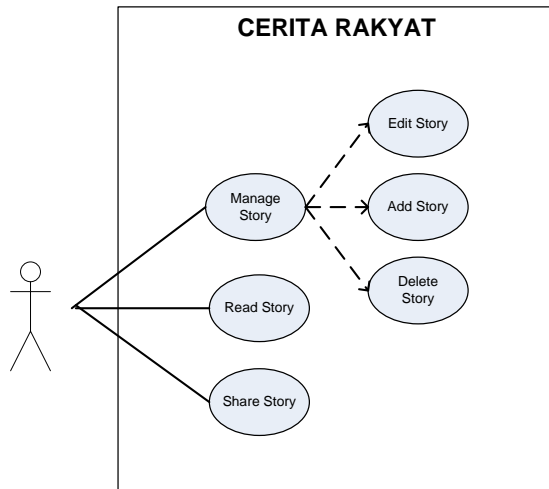 CERITA RAKYAT
Edit Story
Manage
Story
Add Story
Delete
Story
Read Story
Share Story